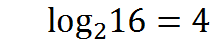 log₂16 = 4